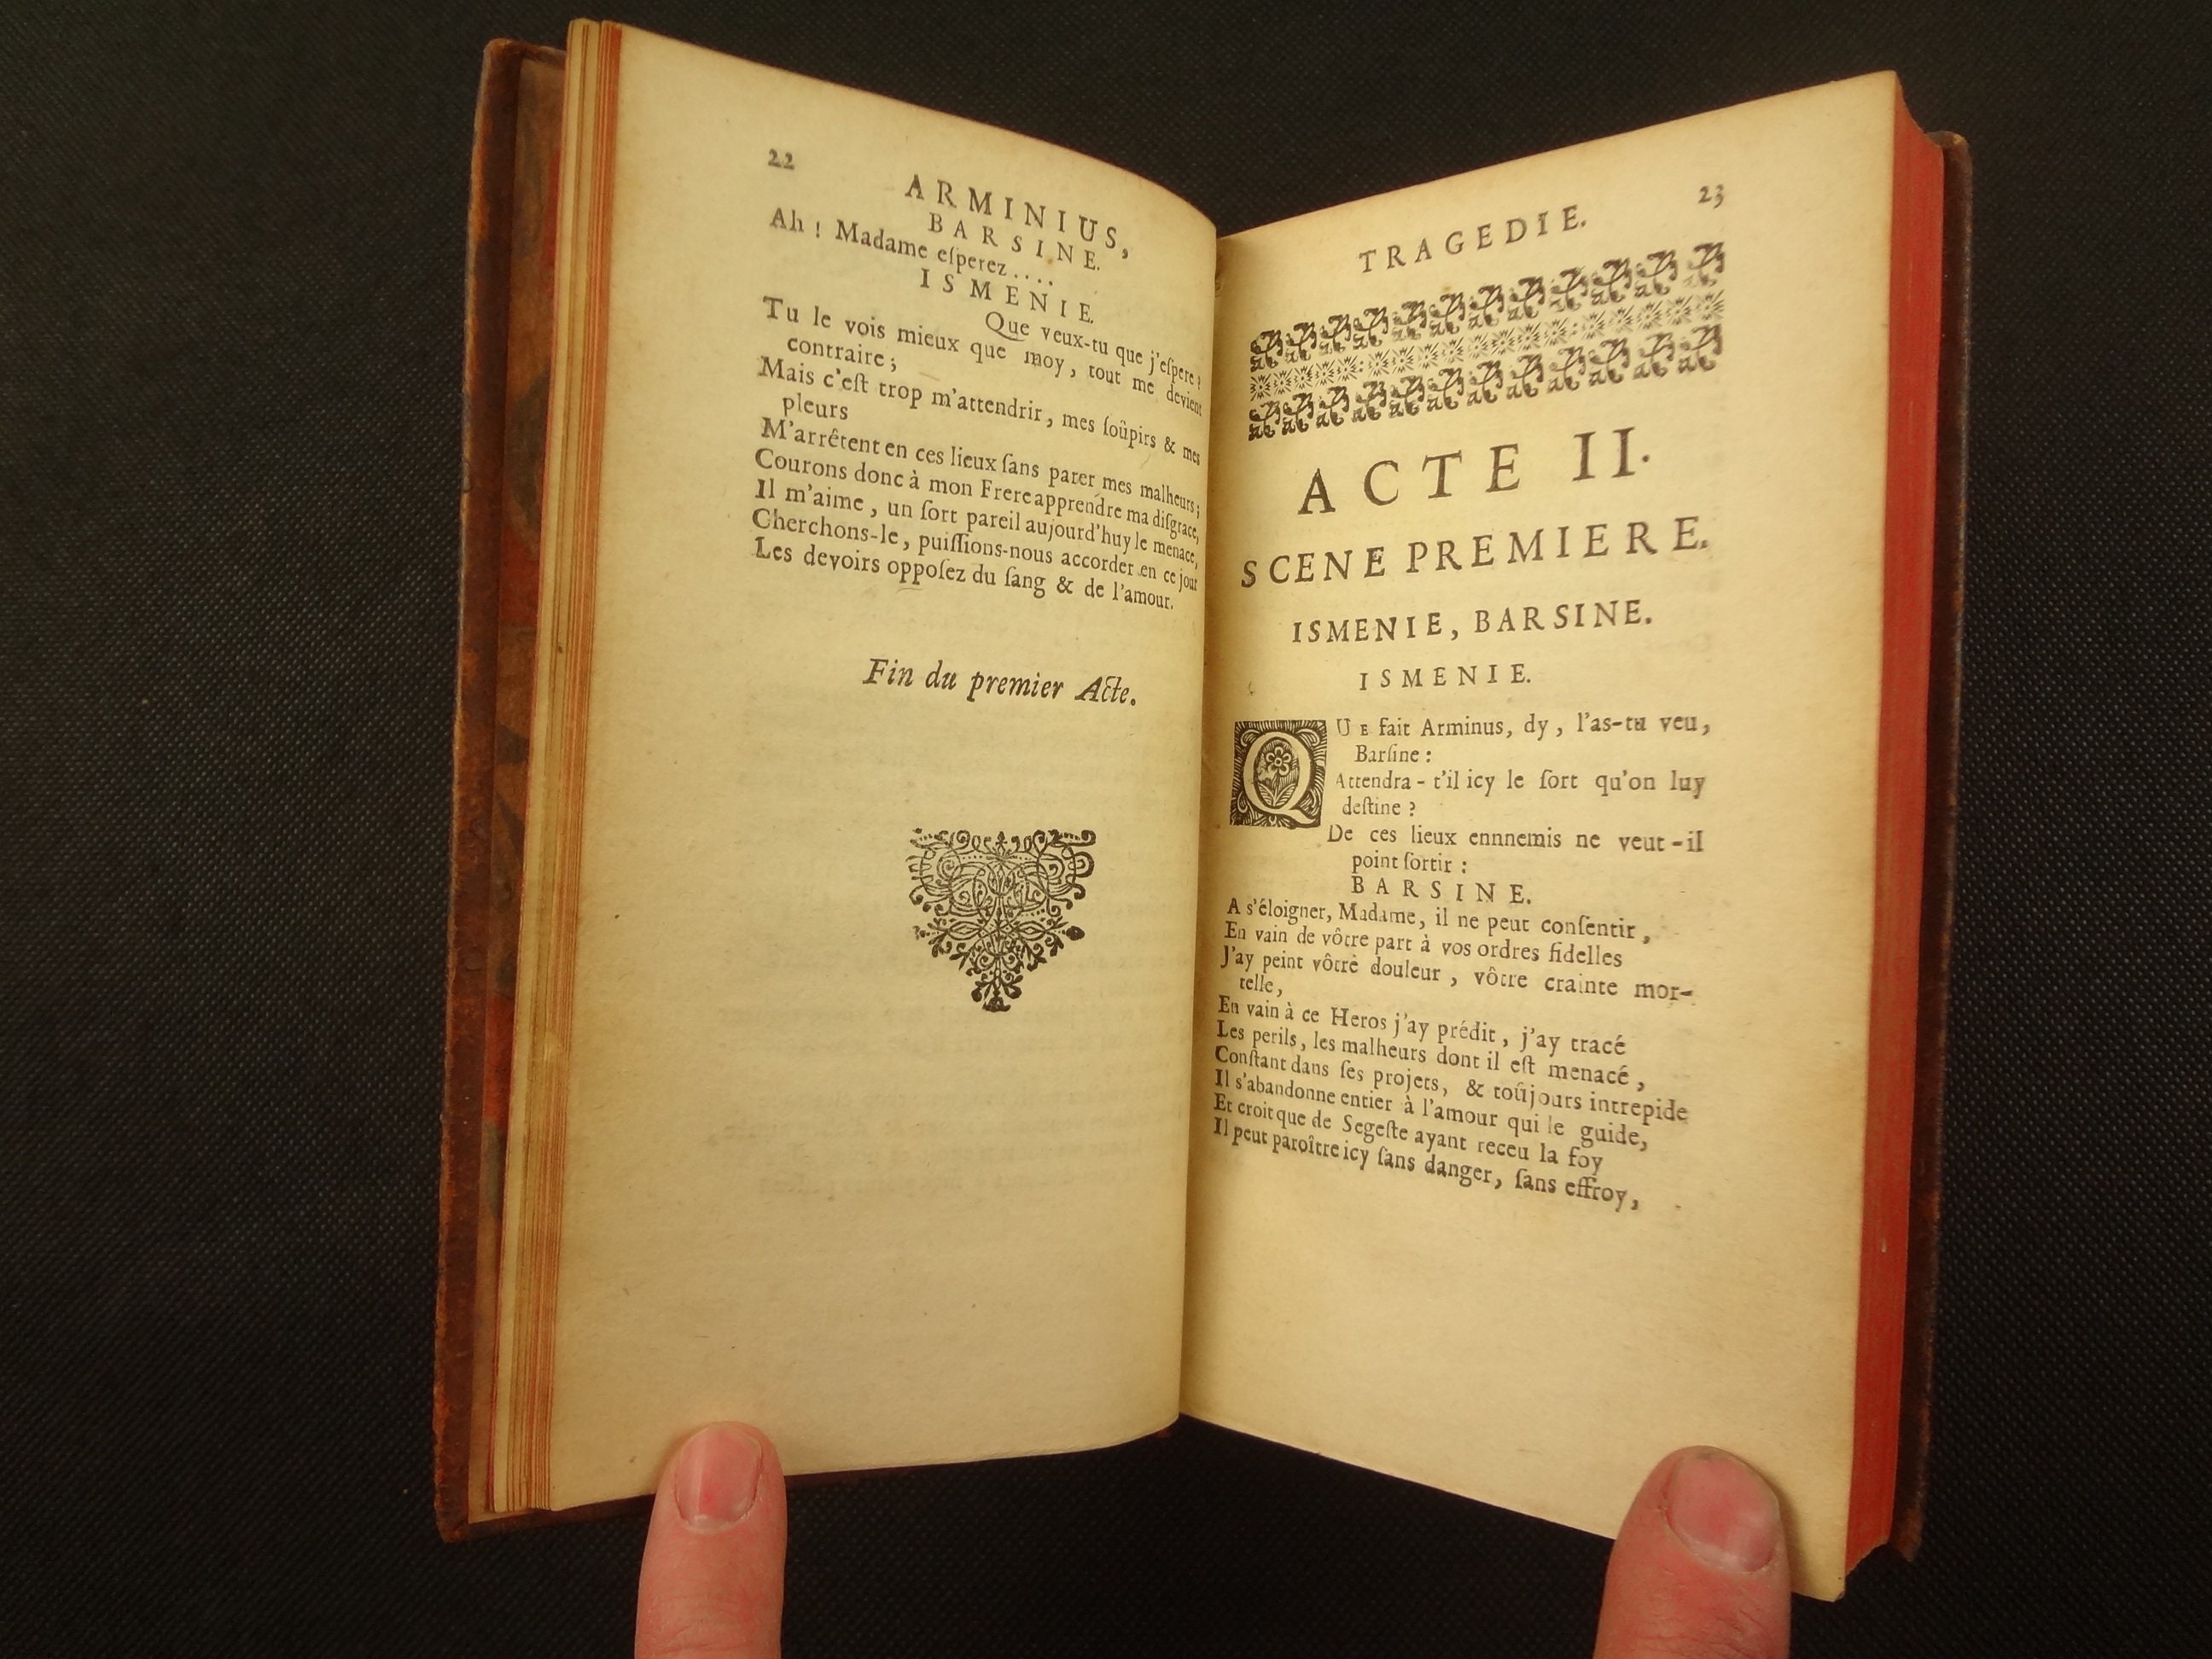 22
ARMINIUS,
BARSINE.
Ah ! Madame eſperez . . . .
ISMENIE.
Que veux-tu que j'eſpere ?
Tu le vois mieux que moy, tout me devient
contraire ;
Mais c'eſt trop m'attendrir, mes ſoûpirs & mes
pleurs
M'arrêtent en ces lieux ſans parer mes malheurs ;
Courons donc à mon Frere apprendre ma diſgrace,
Il m'aime, un ſort pareil aujourd'huy le menace,
Cherchons-le, puiſſions-nous accorder en ce jour
Les devoirs oppoſez du ſang & de l'amour.
Fin du premier Acte.
23
TRAGEDIE.
ACTE II.
SCENE PREMIERE.
ISMENIE, BARSINE.
ISMENIE.
QUE fait Arminus, dy, l'as-tu veu,
Barſine :
Attendra-t'il icy le ſort qu'on luy
deſtine ?
De ces lieux ennnemis ne veut-il
point ſortir :
BARSINE.
A s'éloigner, Madame, il ne peut conſentir,
En vain de vôtre part à vos ordres fidelles
J'ay peint vôtre douleur, vôtre crainte mor-
telle,
En vain à ce Heros j'ay prédit, j'ay tracé
Les perils, les malheurs dont il eſt menacé,
Conſtant dans ſes projets, & toûjours intrepide
Il s'abandonne entier à l'amour qui le guide,
Et croit que de Segeſte ayant receu la foy
Il peut paroître icy ſans danger, ſans effroy,